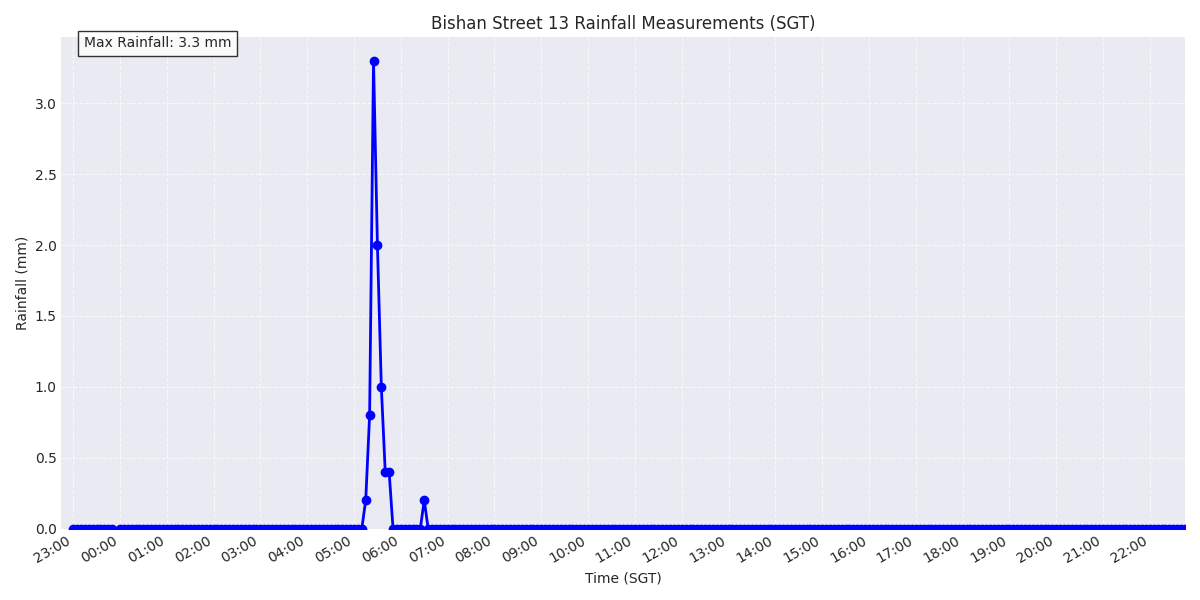 Bishan Street 13 Rainfall Measurements (SGT)
Max Rainfall: 3.3 mm
Rainfall (mm)
3.0
2.5
2.0
1.5
1.0
0.5
0.0
23:00 00:00 01:00 02:00 03:00 04:00 05:00 06:00 07:00 08:00 09:00 10:00 11:00 12:00 13:00 14:00 15:00 16:00 17:00 18:00 19:00 20:00 21:00 22:00
Time (SGT)